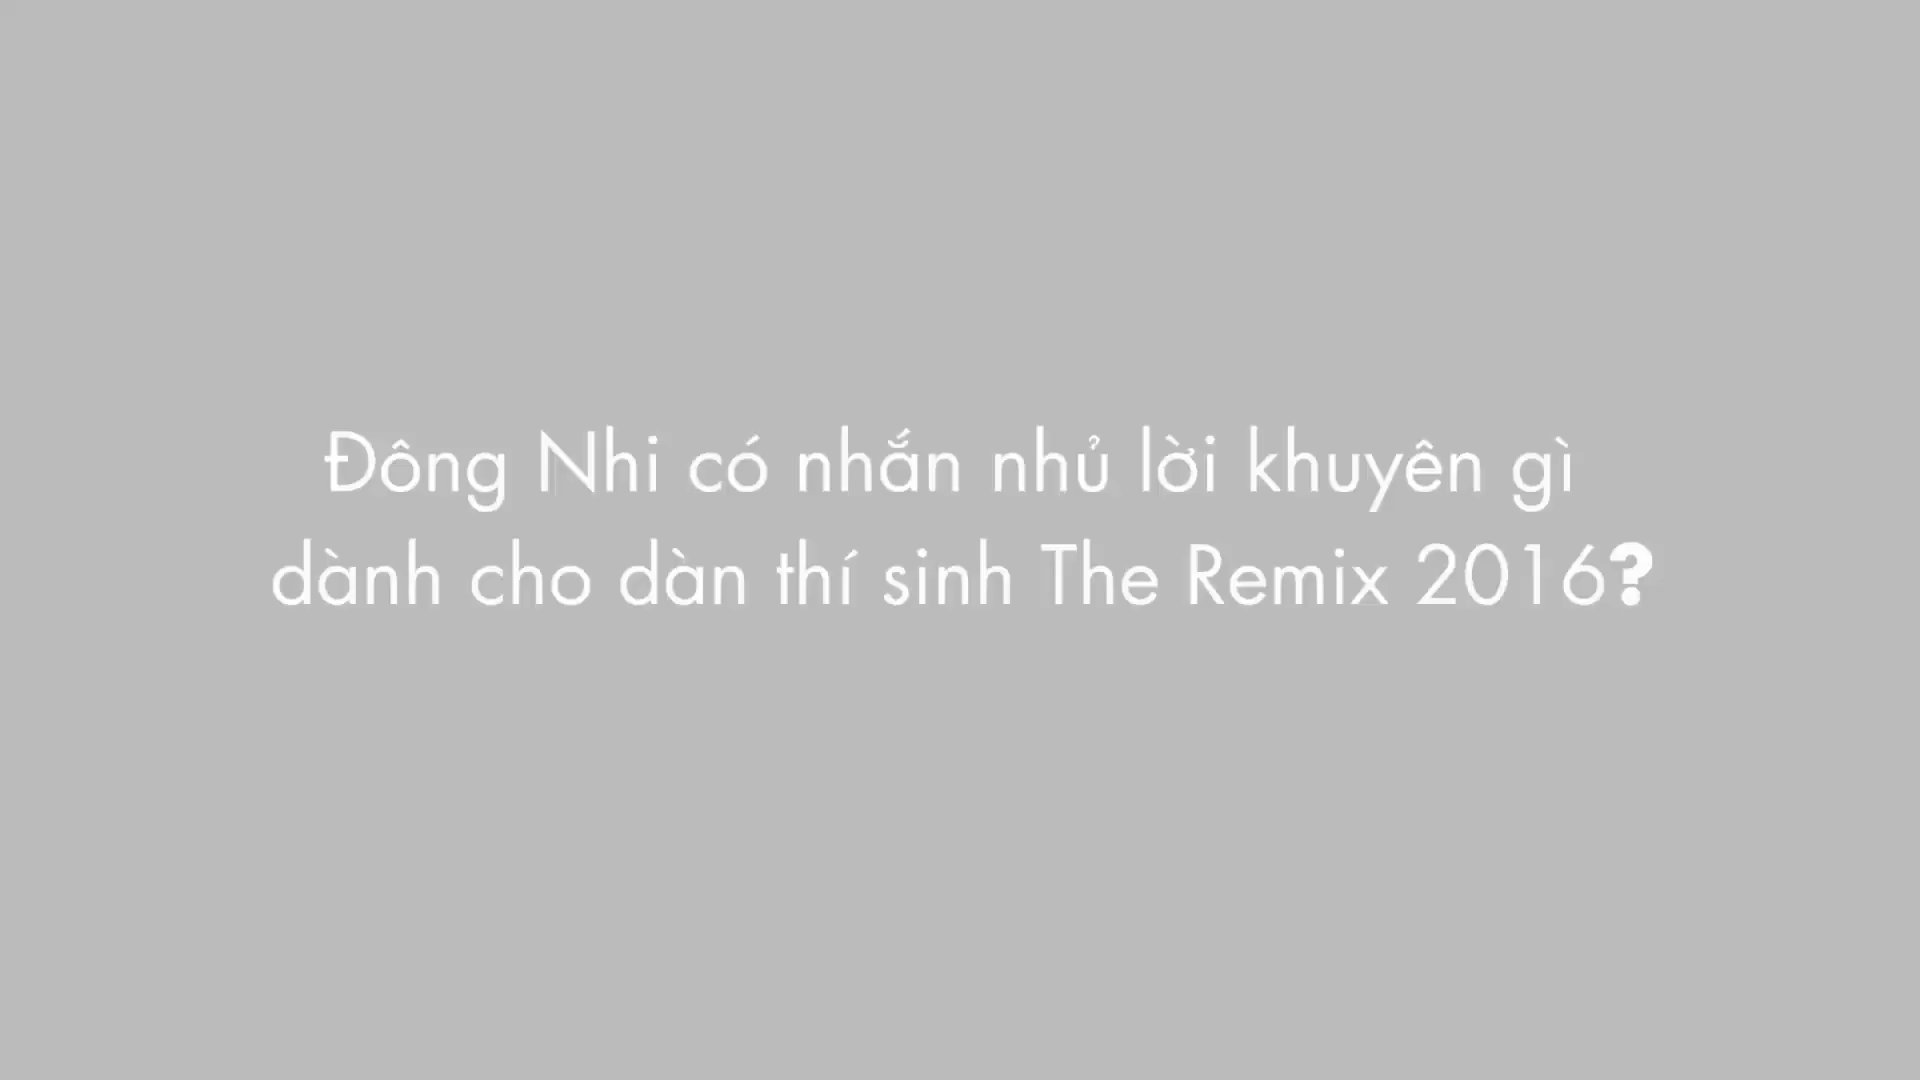 Đông Nhi có nhắn nhủ lời khuyên gì
dành cho dàn thí sinh The Remix 2016?